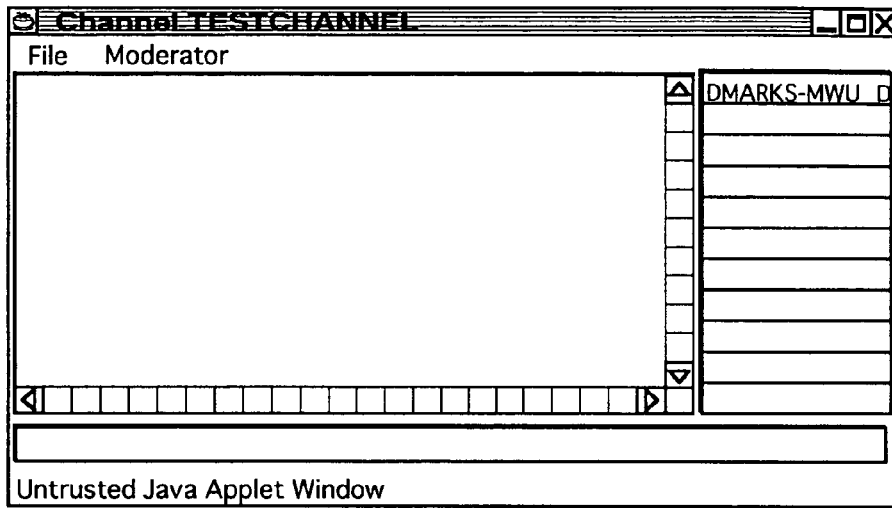 Channel TESTCHANNEL
File Moderator
DMARKS-MWU D
Untrusted Java Applet Window